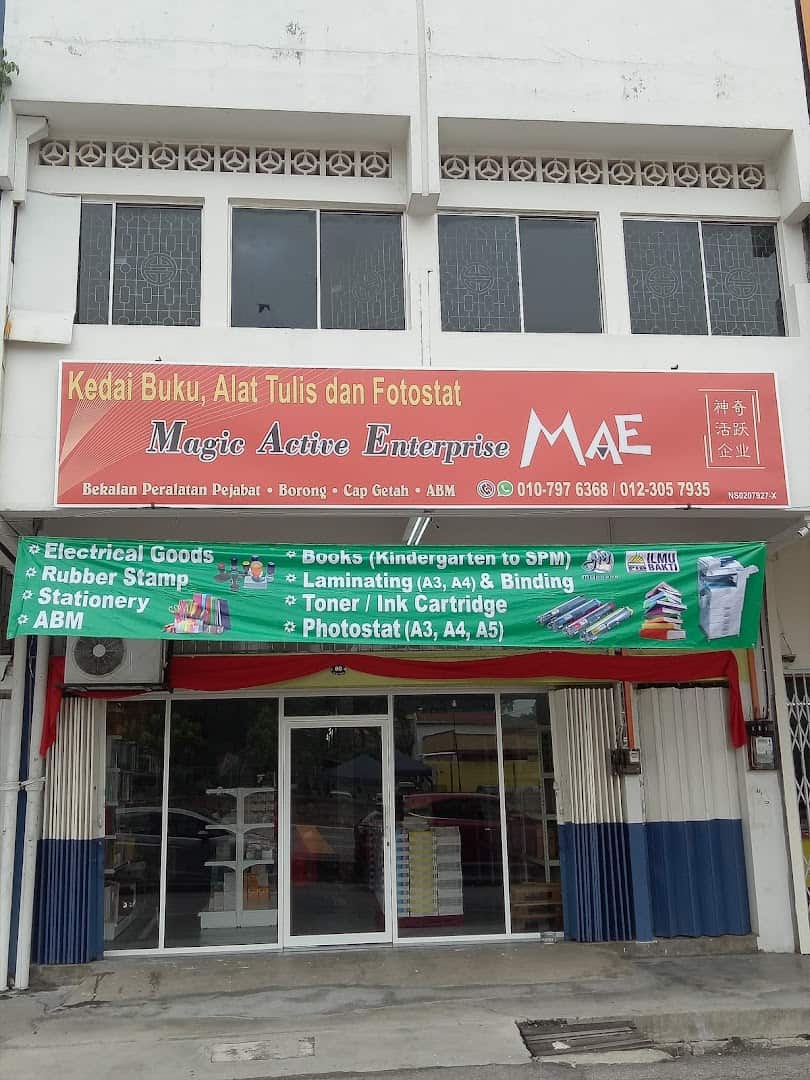 Kedai Buku, Alat Tulis dan Fotostat
Magic Active Enterprise MAE
神奇
活跃
企业
Bekalan Peralatan Pejabat • Borong • Cap Getah • ABM 010-797 6368 / 012-305 7935
NS0207927-X
Electrical Goods
Rubber Stamp
Stationery
ABM
Books (Kindergarten to SPM)
Laminating (A3, A4) & Binding
Toner / Ink Cartridge
Photostat (A3, A4, A5)
ILMU
BAKTI